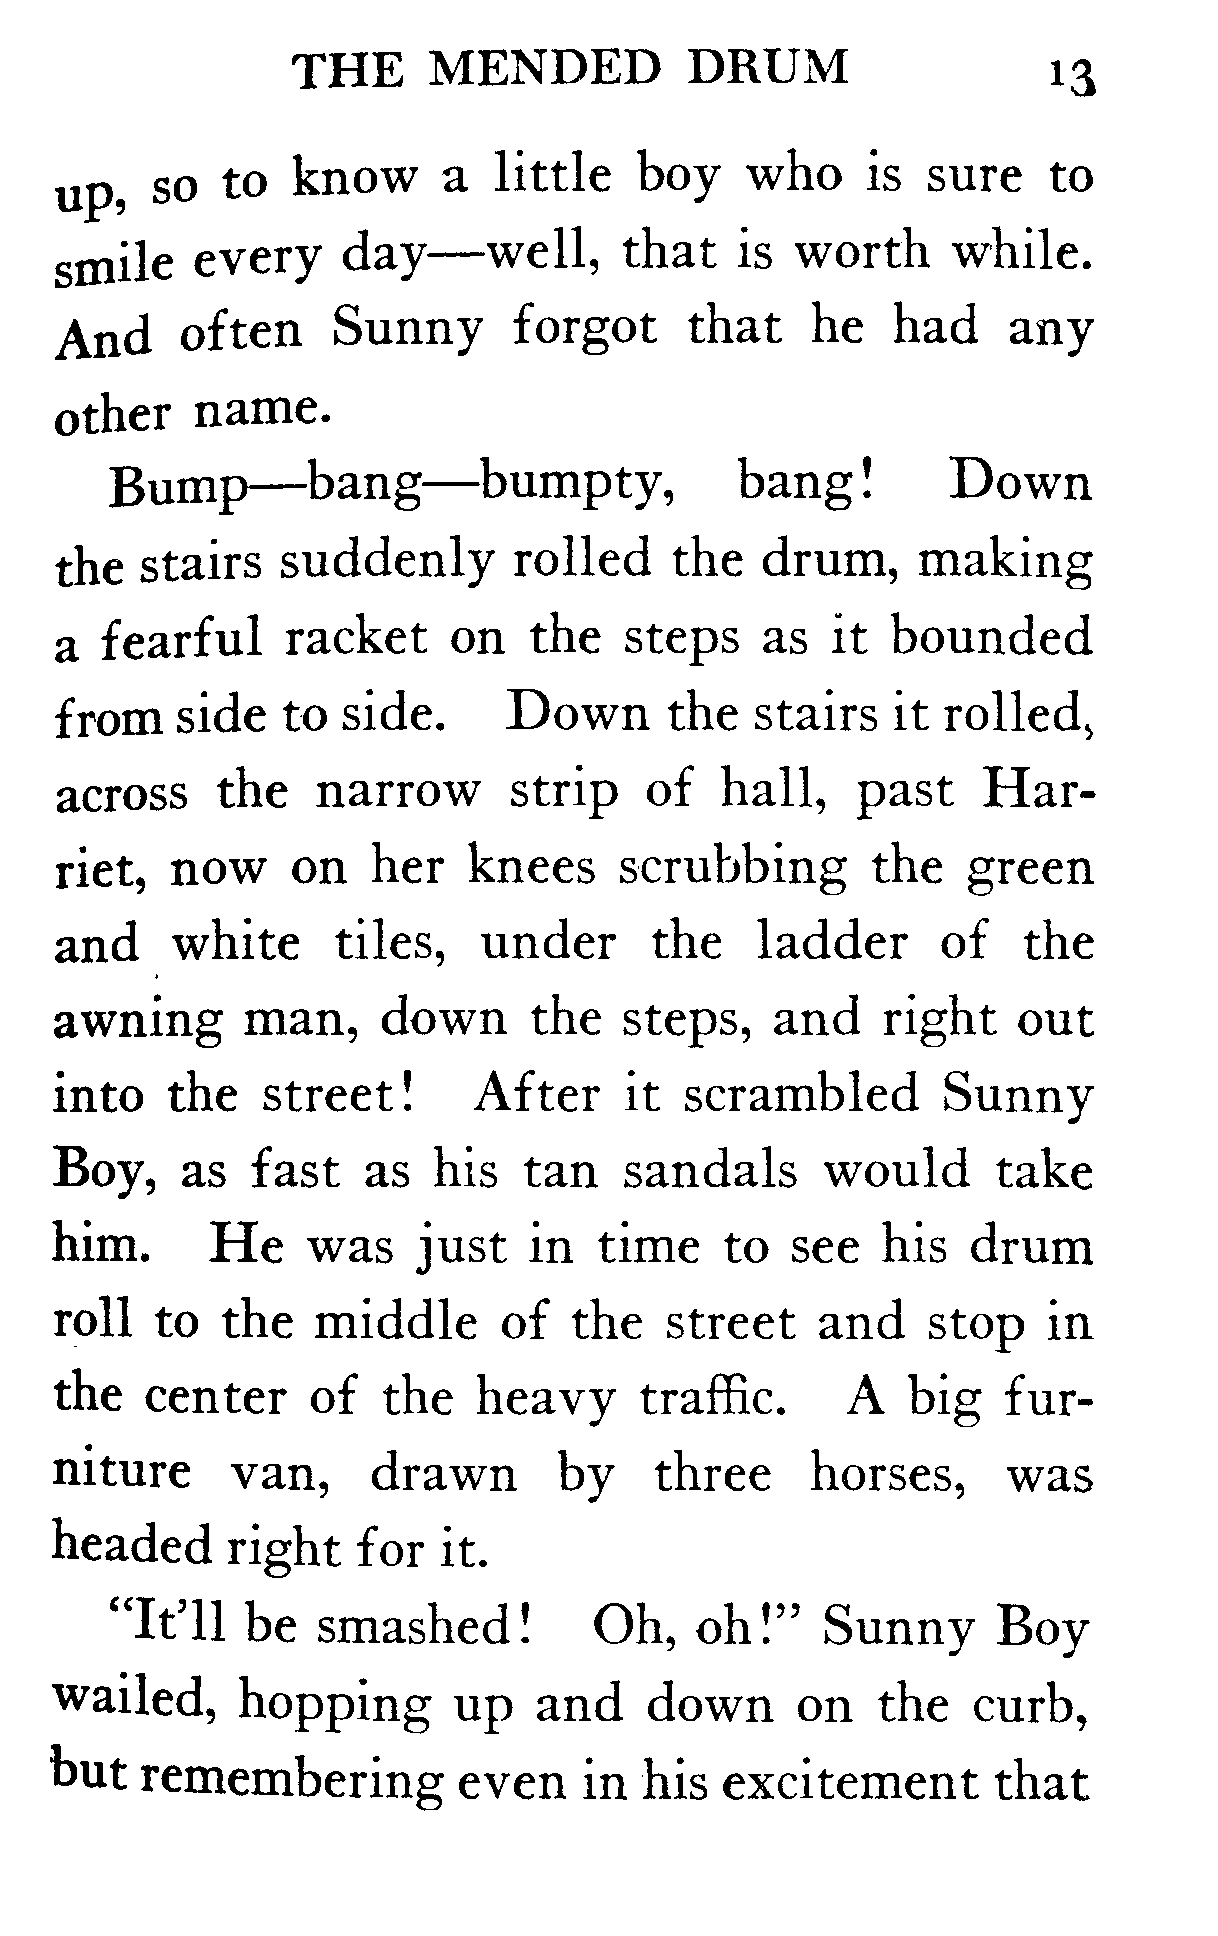 THE MENDED DRUM 13
up, so to know a little boy who is sure to
smile every day—well, that is worth while.
And often Sunny forgot that he had any
other name.
Bump—bang—bumpty, bang! Down
the stairs suddenly rolled the drum, making
a fearful racket on the steps as it bounded
from side to side. Down the stairs it rolled,
across the narrow strip of hall, past Har-
riet, now on her knees scrubbing the green
and white tiles, under the ladder of the
awning man, down the steps, and right out
into the street! After it scrambled Sunny
Boy, as fast as his tan sandals would take
him. He was just in time to see his drum
roll to the middle of the street and stop in
the center of the heavy traffic. A big fur-
niture van, drawn by three horses, was
headed right for it.
“It’ll be smashed! Oh, oh!” Sunny Boy
wailed, hopping up and down on the curb,
but remembering even in his excitement that